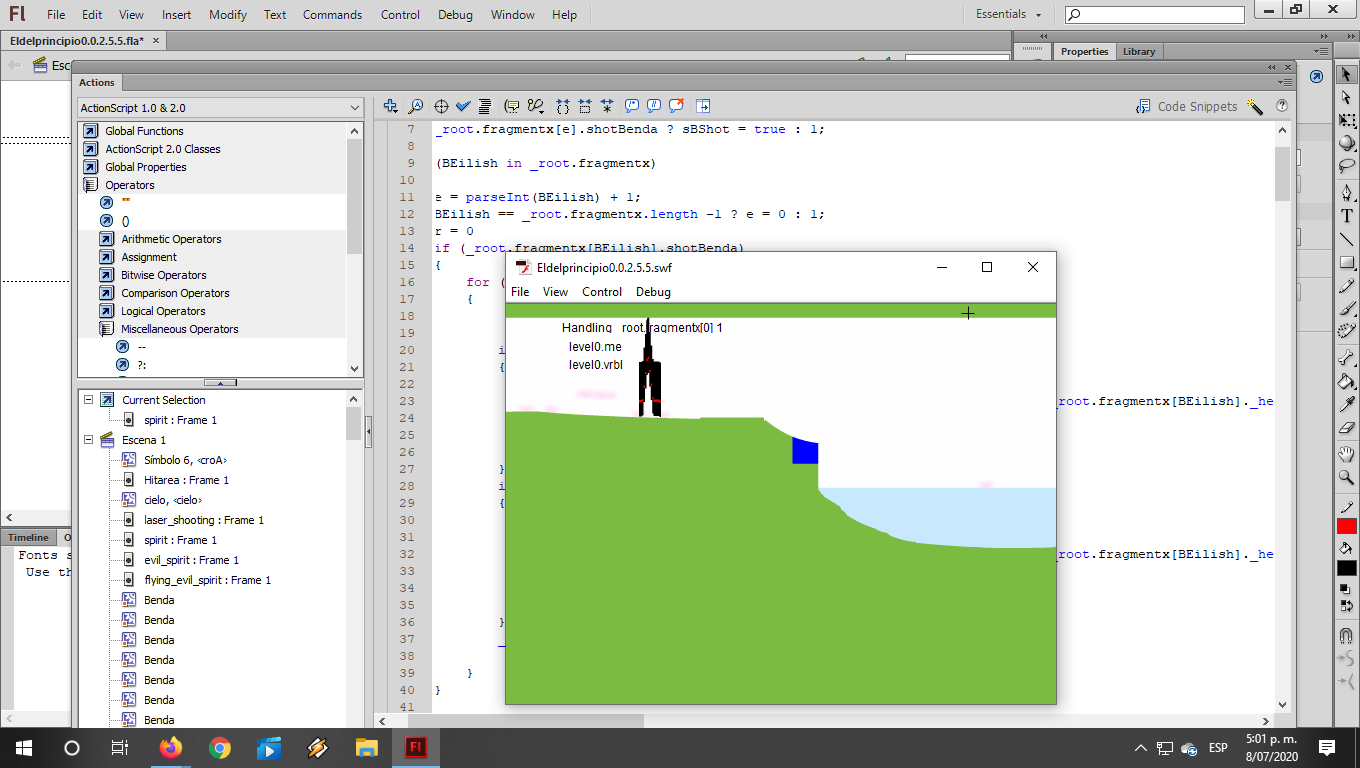 Fl File Edit View Insert Modify Text Commands Control Debug Window Help Essentials
Eldelprincipio0.0.2.5.5.fla* × Properties Library
Esc
Actions
ActionScript 1.0 & 2.0 Code Snippets
Global Functions
ActionScript 2.0 Classes
Global Properties
Operators
""
()
Arithmetic Operators
Assignment
Bitwise Operators
Comparison Operators
Logical Operators
Miscellaneous Operators
--
?:
Current Selection
spirit : Frame 1
Escena 1
Símbolo 6, <croA>
Hitarea : Frame 1
cielo, <cielo>
laser_shooting : Frame 1
spirit : Frame 1
evil_spirit : Frame 1
flying_evil_spirit : Frame 1
Benda
Benda
Benda
Benda
Benda
Benda
Benda
Timeline O
Fonts s
Use th
7 _root.fragmentx[e].shotBenda ? sBShot = true : 1;
8
9 (BEilish in _root.fragmentx)
10
11 e = parseInt(BEilish) + 1;
12 BEilish == _root.fragmentx.length -1 ? e = 0 : 1;
13 r = 0
14 if (_root.fragmentx[BEilish].shotBenda)
15 {
16 for (
17 {
18
19
20 i
21 {
22
23 _root.fragmentx[BEilish]._he
24
25
26
27 }
28 i
29 {
30
31
32 _root.fragmentx[BEilish]._he
33
34
35
36 }
37 _
38
39 }
40 }
41
Eldelprincipio0.0.2.5.5.swf
File View Control Debug
Handling _root.fragmentx[0] 1
level0.me
level0.vrbl
ESP
5:01 p. m.
8/07/2020